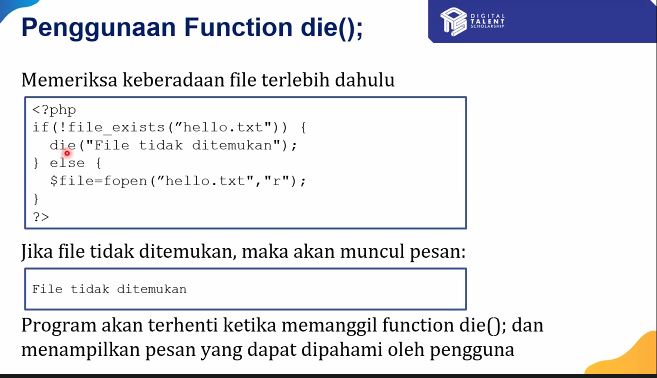 Penggunaan Function die();
DIGITAL
TALENT
SCHOLARSHIP
Memeriksa keberadaan file terlebih dahulu
<?php
if(!file_exists(”hello.txt")) {
die("File tidak ditemukan");
} else {
$file=fopen(”hello.txt","r");
}
?>
Jika file tidak ditemukan, maka akan muncul pesan:
File tidak ditemukan
Program akan terhenti ketika memanggil function die(); dan
menampilkan pesan yang dapat dipahami oleh pengguna